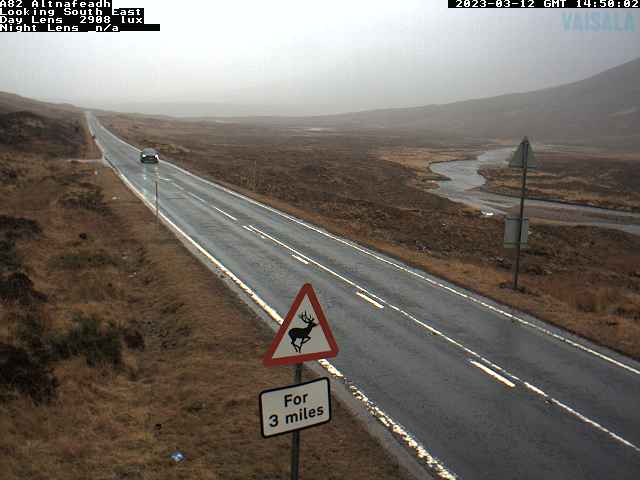 A82 Altnafeadh
Looking South East
Day Lens 2908 lux
Night Lens n/a
2023-03-12 GMT 14:50:02
VAISALA
For
3 miles